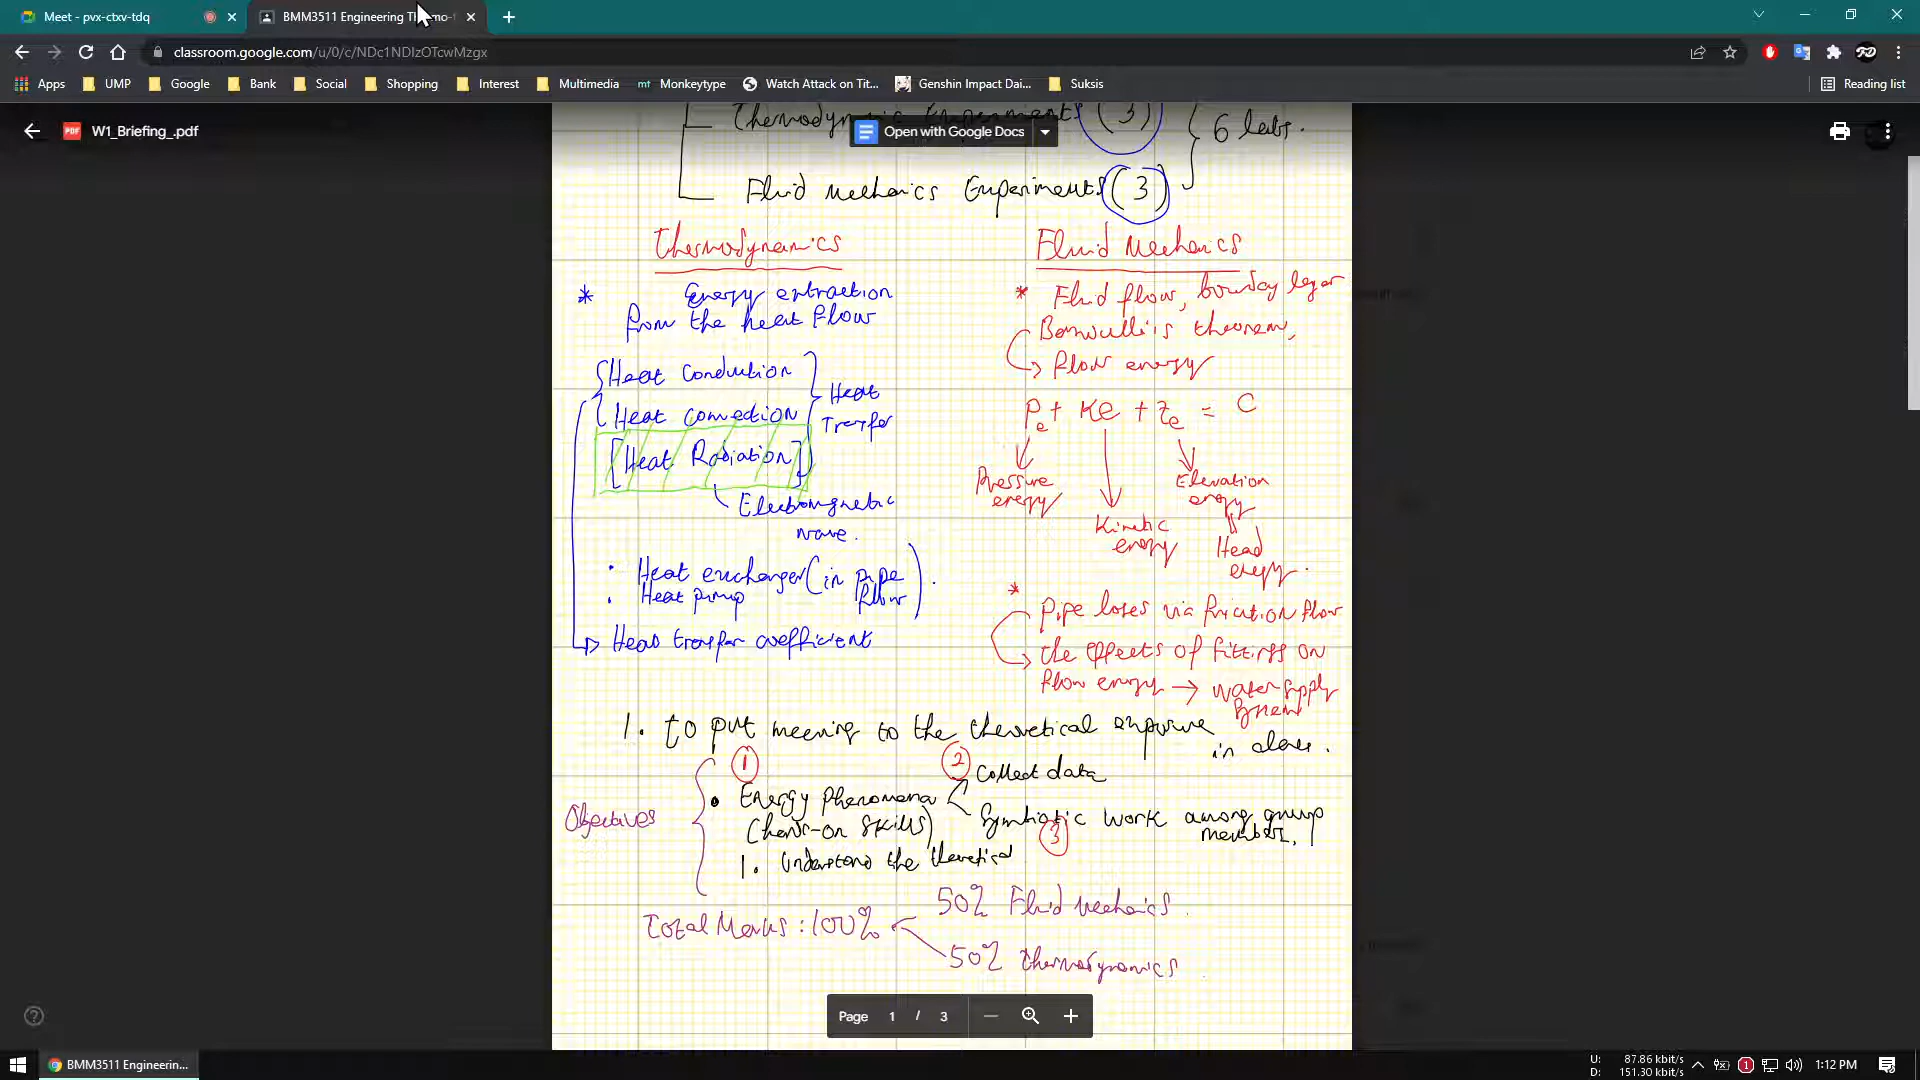 Meet - pvx-ctxv-tdq
BMM3511 Engineering Thermo-
classroom.google.com/u/0/c/NDc1NDIzOTcwMzgx
Apps
UMP
Google
Bank
Social
Shopping
Interest
Multimedia
mt Monkeytype
Watch Attack on Tit...
Genshin Impact Dai...
Suksis
Reading list
PDF W1_Briefing_.pdf
Open with Google Docs
Thermodynamic Experiments (3)
6 labs.
Fluid Mechanics Experiments (3)
Thermodynamics
* Energy extraction
from the heat flow
Heat Conduction
Heat convection
[Heat Radiation]
Heat
Transfer
Electromagnetic
wave.
• Heat exchanger (in pipe
• Heat pump flow).
Heat transfer coefficient
Fluid Mechanics
* Fluid flow, bounday layer
Bernoulli's theorem,
flow energy
Pe + Ke + Ze = C
Pressure
energy
Kinetic
energy
Elevation
energy
Head
energy.
*
Pipe loses via friction flow
the effects of fittings on
flow energy → water supply
system
1. to put meaning to the theoretical exposure
in class.
Objectives
1
• Energy phenomena
(hands-on skills)
1. Understand the theoretical
2
Collect data
Symbiotic work among group
members.
3
Total Marks : 100%
50% Fluid Mechanics
50% thermodynamics
Page 1 / 3
BMM3511 Engineerin...
U: 87.86 kbit/s
D: 151.30 kbit/s
1
1:12 PM